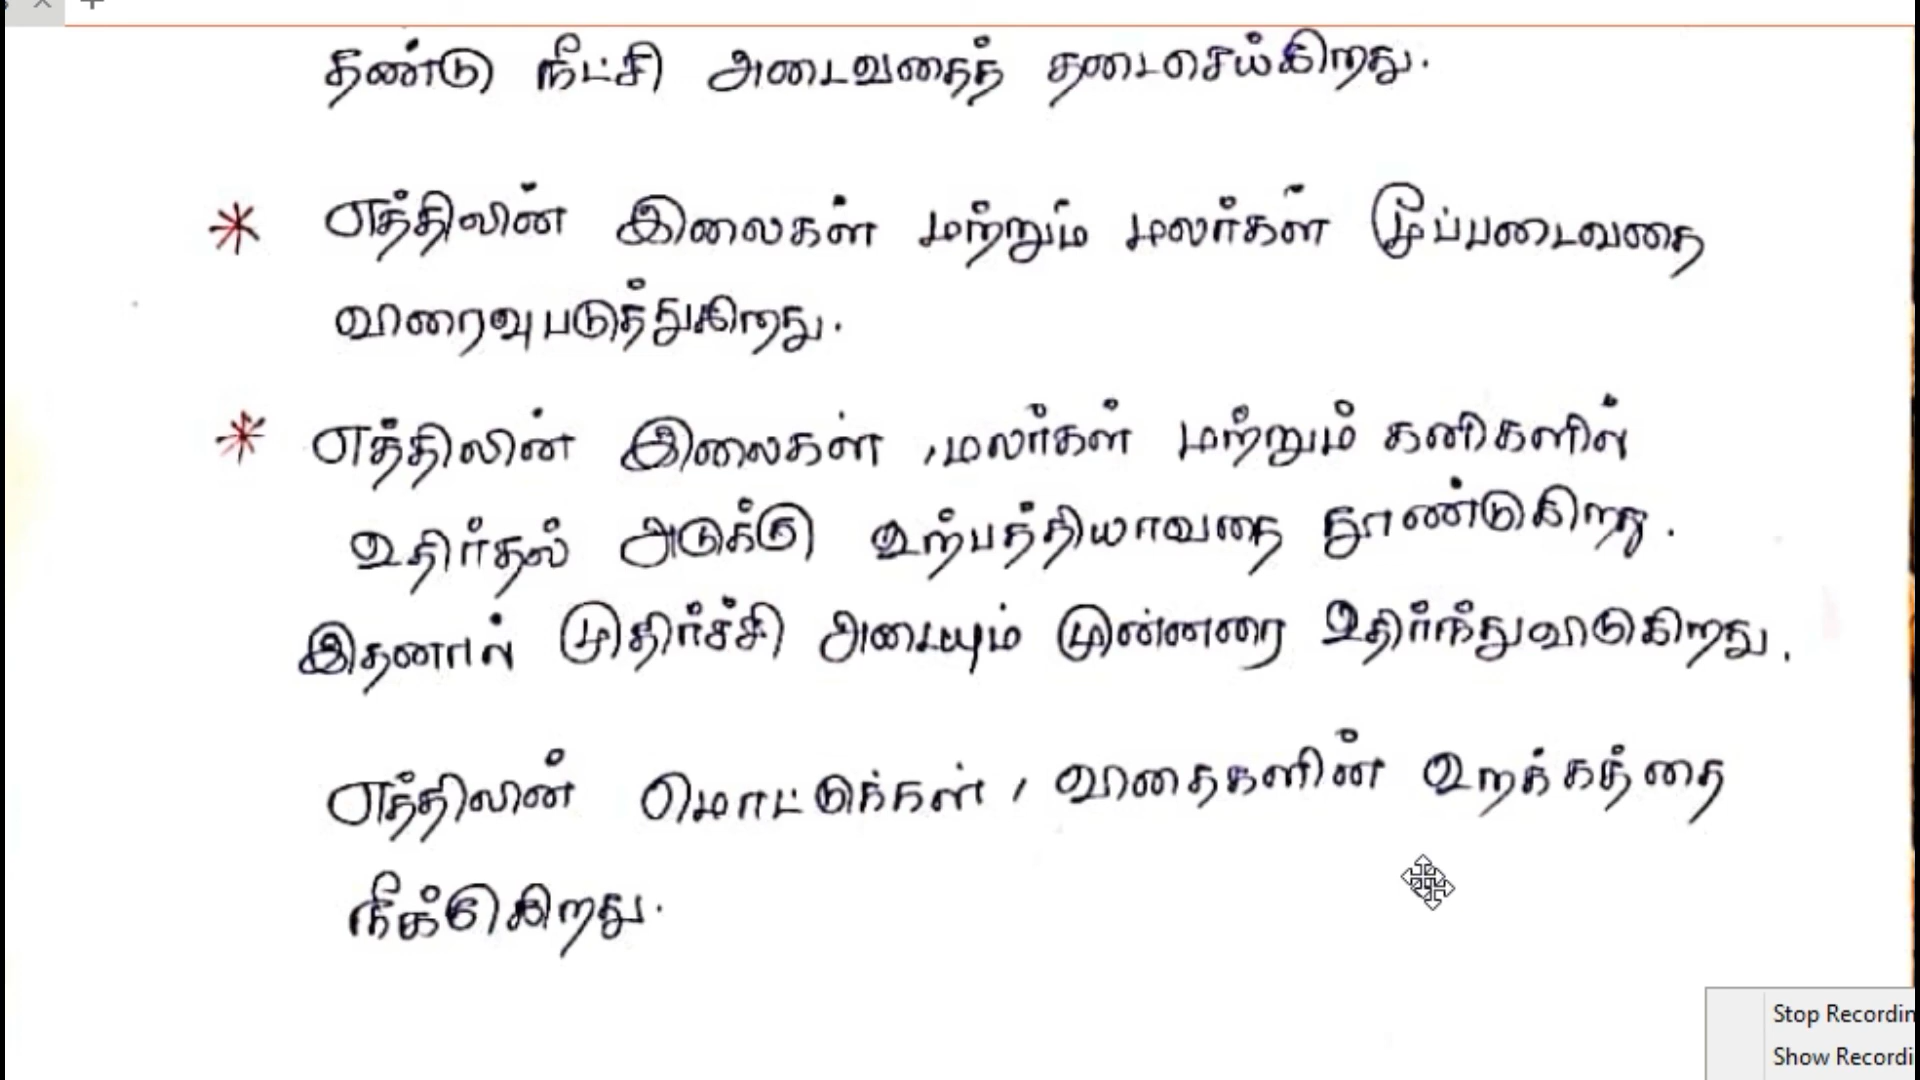 தண்டு நீட்சி அடைவதைத் தடைசெய்கிறது.
* எத்திலின் இலைகள் மற்றும் மலர்கள் மூப்படைவதை
விரைவுபடுத்துகிறது.
* எத்திலின் இலைகள் , மலர்கள் மற்றும் கனிகளில்
உதிர்தல் அடுக்கு உற்பத்தியாவதை தூண்டுகிறது.
இதனால் முதிர்ச்சி அடையும் முன்னரை உதிர்ந்துவிடுகிறது.
எத்திலின் மொட்டுக்கள் , விதைகளின் உறக்கத்தை
நீக்குகிறது.
Stop Recordin
Show Recordi